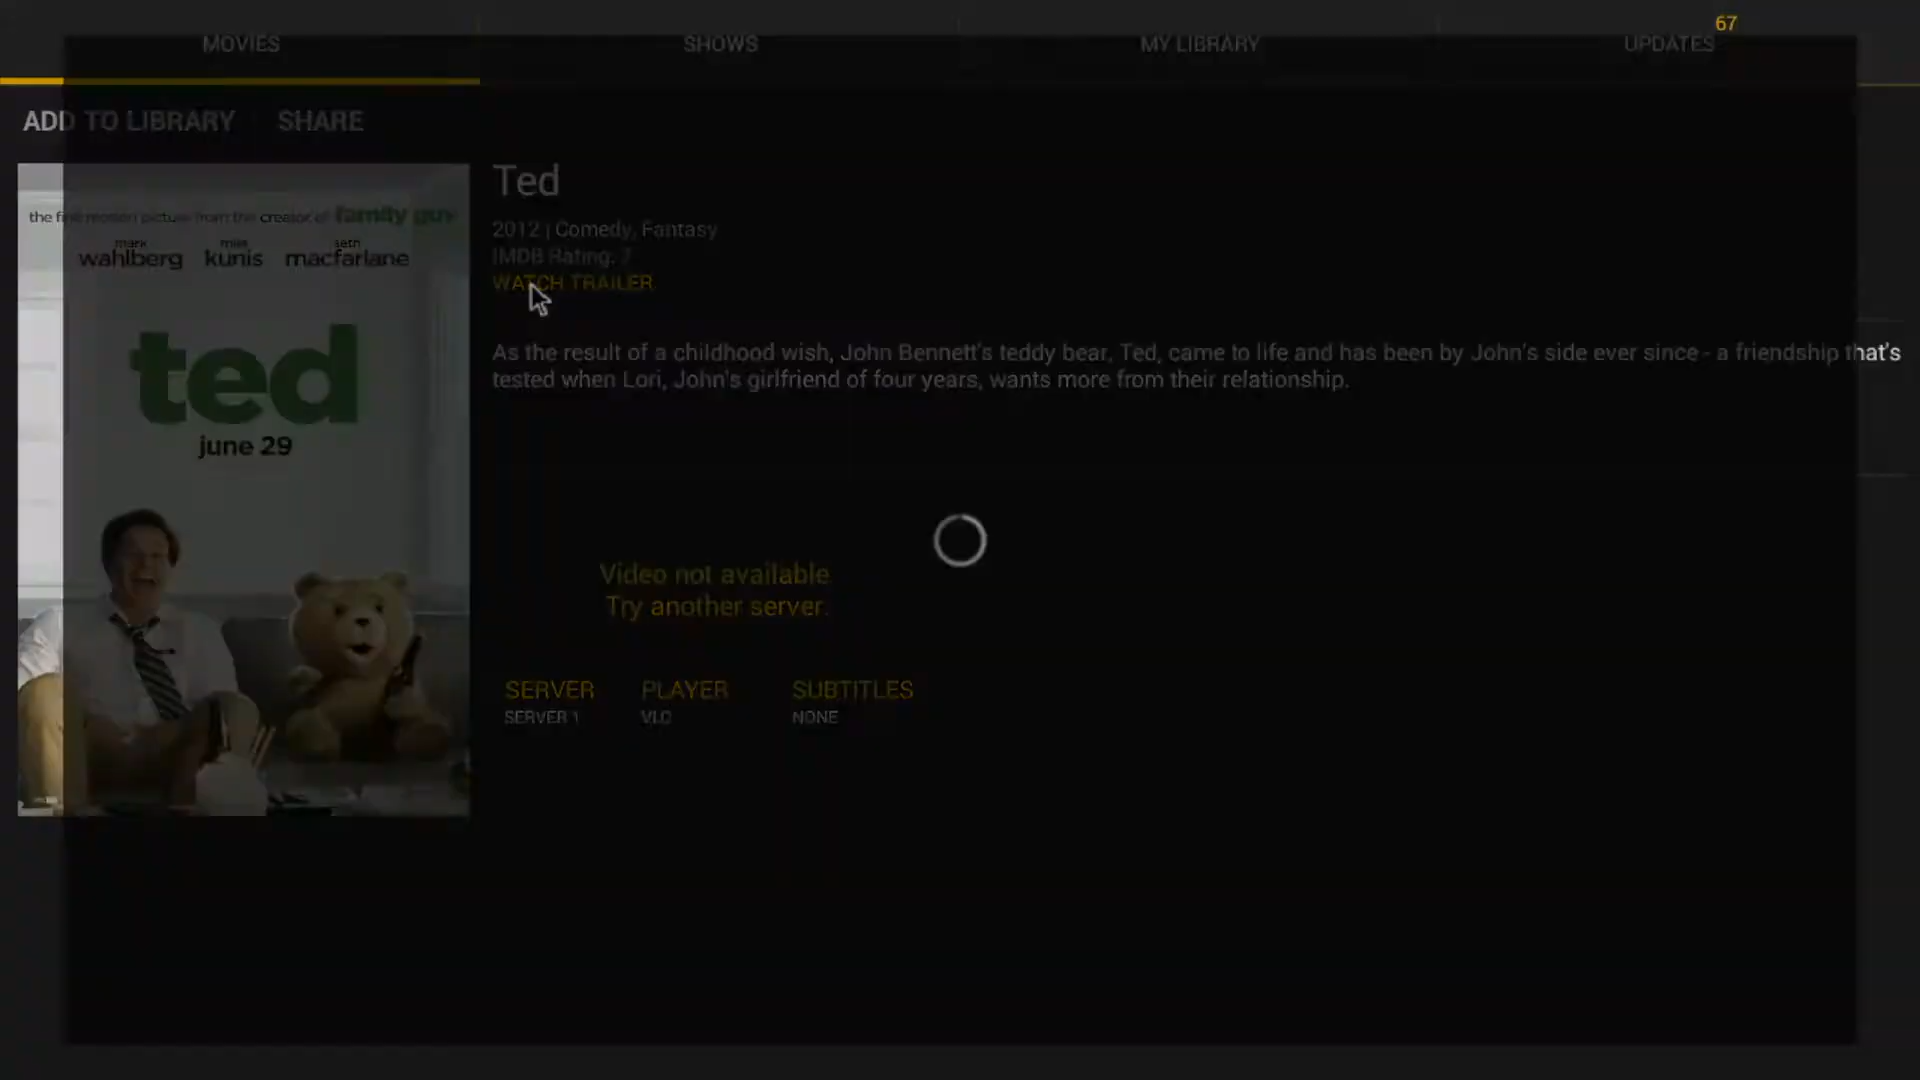 67
MOVIES
SHOWS
MY LIBRARY
UPDATES
ADD TO LIBRARY
SHARE
the first motion picture from the creator of family guy
mark wahlberg
mila kunis
seth macfarlane
ted
june 29
Ted
2012 | Comedy, Fantasy
IMDB Rating: 7
WATCH TRAILER
As the result of a childhood wish, John Bennett's teddy bear, Ted, came to life and has been by John's side ever since - a friendship that's
tested when Lori, John's girlfriend of four years, wants more from their relationship.
Video not available.
Try another server.
SERVER
PLAYER
SUBTITLES
SERVER 1
VLC
NONE